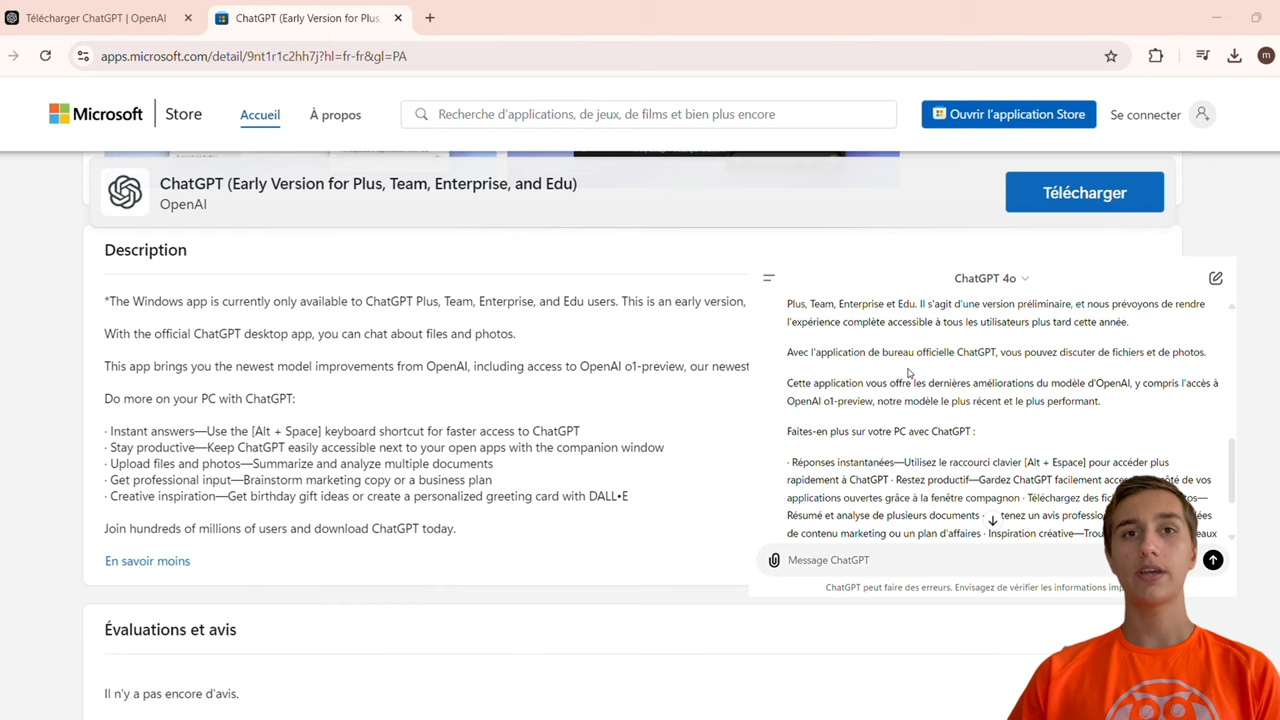 Télécharger ChatGPT | OpenAI
ChatGPT (Early Version for Plus,
apps.microsoft.com/detail/9nt1r1c2hh7j?hl=fr-fr&gl=PA
m
Microsoft
Store
Accueil
À propos
Recherche d'applications, de jeux, de films et bien plus encore
Ouvrir l'application Store
Se connecter
ChatGPT (Early Version for Plus, Team, Enterprise, and Edu)
OpenAI
Télécharger
Description
*The Windows app is currently only available to ChatGPT Plus, Team, Enterprise, and Edu users. This is an early version,
With the official ChatGPT desktop app, you can chat about files and photos.
This app brings you the newest model improvements from OpenAI, including access to OpenAI o1-preview, our newest
Do more on your PC with ChatGPT:
· Instant answers—Use the [Alt + Space] keyboard shortcut for faster access to ChatGPT
· Stay productive—Keep ChatGPT easily accessible next to your open apps with the companion window
· Upload files and photos—Summarize and analyze multiple documents
· Get professional input—Brainstorm marketing copy or a business plan
· Creative inspiration—Get birthday gift ideas or create a personalized greeting card with DALL•E
Join hundreds of millions of users and download ChatGPT today.
En savoir moins
Évaluations et avis
Il n'y a pas encore d'avis.
ChatGPT 4o
Plus, Team, Enterprise et Edu. Il s'agit d'une version préliminaire, et nous prévoyons de rendre
l'expérience complète accessible à tous les utilisateurs plus tard cette année.
Avec l'application de bureau officielle ChatGPT, vous pouvez discuter de fichiers et de photos.
Cette application vous offre les dernières améliorations du modèle d'OpenAI, y compris l'accès à
OpenAI o1-preview, notre modèle le plus récent et le plus performant.
Faites-en plus sur votre PC avec ChatGPT :
· Réponses instantanées—Utilisez le raccourci clavier [Alt + Espace] pour accéder plus
rapidement à ChatGPT · Restez productif—Gardez ChatGPT facilement de vos
applications ouvertes grâce à la fenêtre compagnon · Téléchargez des
Résumé et analyse de plusieurs documents un avis
de contenu marketing ou un plan d'affaires · Inspiration créative
Message ChatGPT
ChatGPT peut faire des erreurs. Envisagez de vérifier les informations